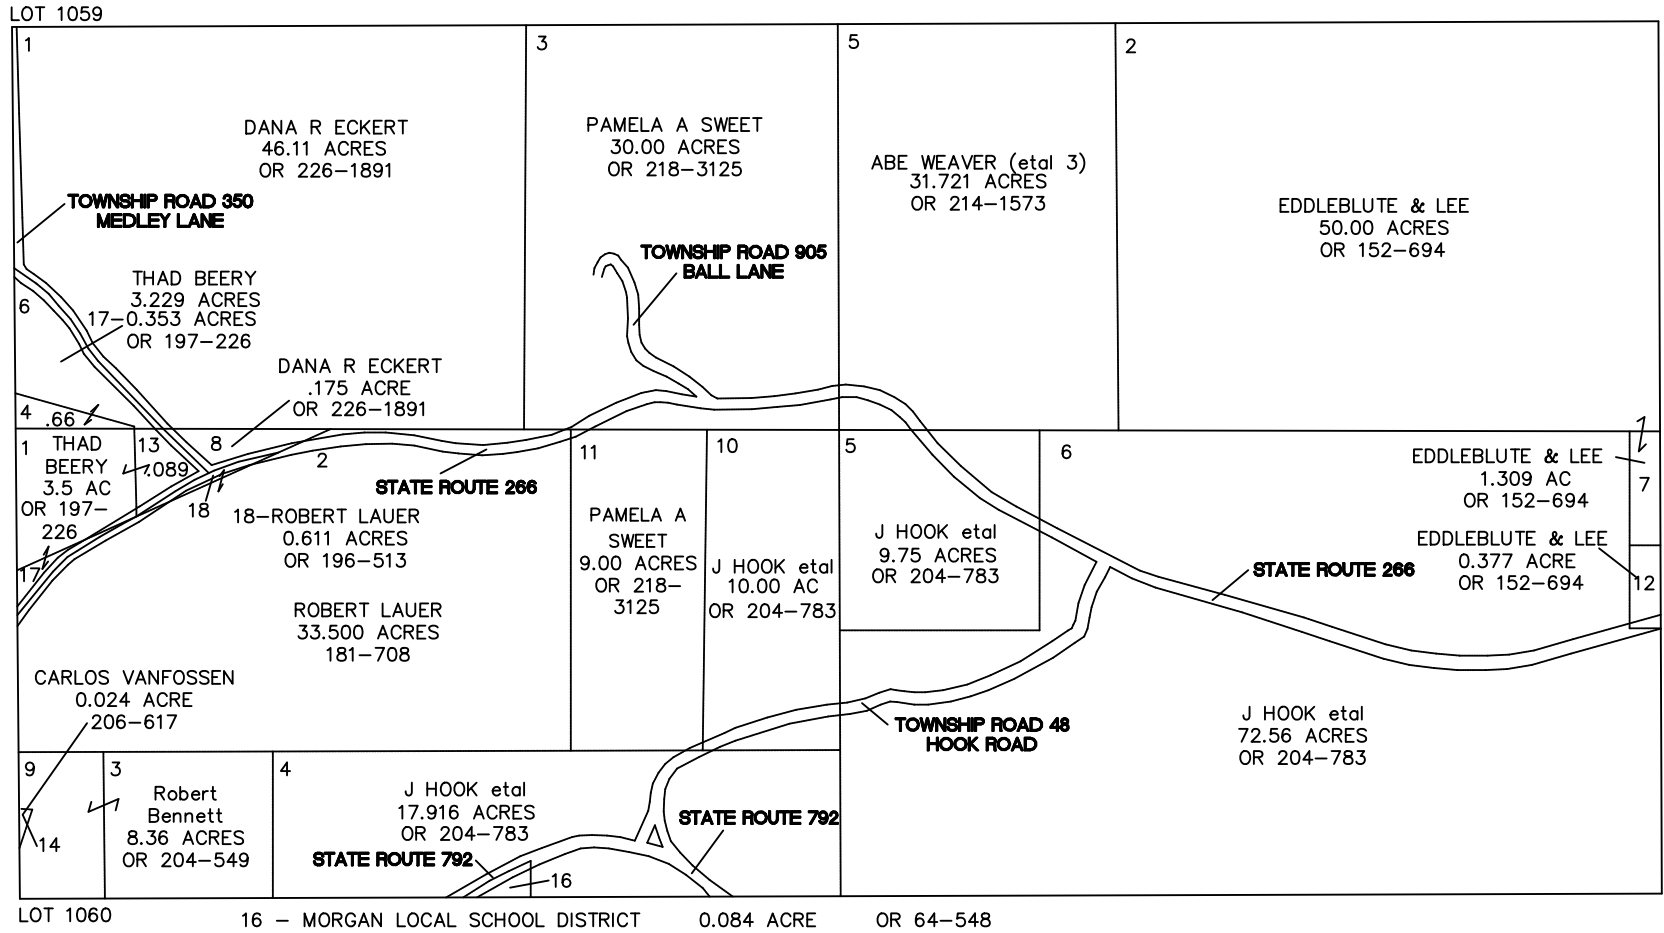 LOT 1059
1
3
5
2
DANA R ECKERT
46.11 ACRES
OR 226-1891
PAMELA A SWEET
30.00 ACRES
OR 218-3125
ABE WEAVER (etal 3)
31.721 ACRES
OR 214-1573
EDDLEBLUTE & LEE
50.00 ACRES
OR 152-694
TOWNSHIP ROAD 350
MEDLEY LANE
TOWNSHIP ROAD 905
BALL LANE
THAD BEERY
3.229 ACRES
17-0.353 ACRES
OR 197-226
6
DANA R ECKERT
.175 ACRE
OR 226-1891
4
.66
1
THAD
BEERY
3.5 AC
OR 197-
226
13
.089
8
2
18
17
STATE ROUTE 266
18-ROBERT LAUER
0.611 ACRES
OR 196-513
ROBERT LAUER
33.500 ACRES
181-708
11
PAMELA A
SWEET
9.00 ACRES
OR 218-
3125
10
J HOOK etal
10.00 AC
OR 204-783
5
J HOOK etal
9.75 ACRES
OR 204-783
6
EDDLEBLUTE & LEE
1.309 AC
OR 152-694
7
EDDLEBLUTE & LEE
0.377 ACRE
OR 152-694
12
STATE ROUTE 266
CARLOS VANFOSSEN
0.024 ACRE
206-617
TOWNSHIP ROAD 48
HOOK ROAD
J HOOK etal
72.56 ACRES
OR 204-783
9
14
3
Robert
Bennett
8.36 ACRES
OR 204-549
4
J HOOK etal
17.916 ACRES
OR 204-783
STATE ROUTE 792
STATE ROUTE 792
16
LOT 1060
16 - MORGAN LOCAL SCHOOL DISTRICT 0.084 ACRE OR 64-548